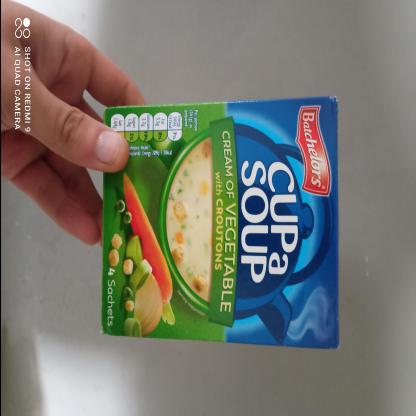 Batchelors
CUP a
SOUP
CREAM OF VEGETABLE
with CROUTONS
4 Sachets
SHOT ON REDMI 9
AI QUAD CAMERA